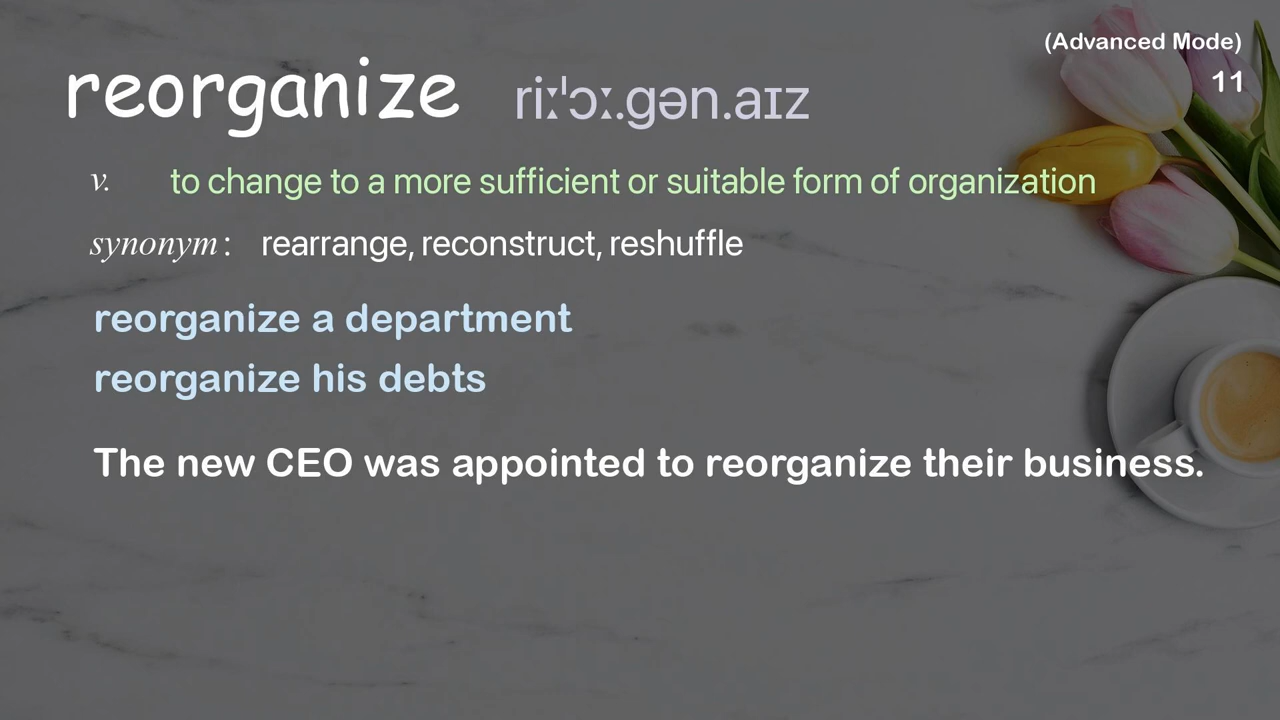 (Advanced Mode)
11
reorganize riːˈɔː.gən.aɪz
v. to change to a more sufficient or suitable form of organization
synonym: rearrange, reconstruct, reshuffle
reorganize a department
reorganize his debts
The new CEO was appointed to reorganize their business.